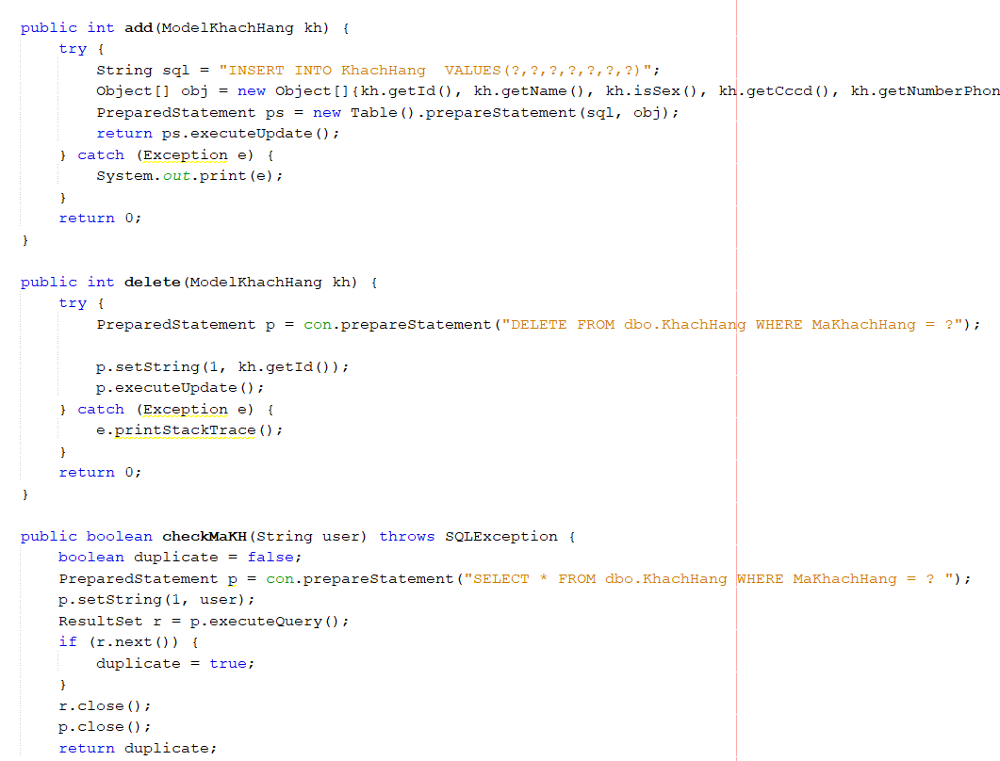 public int add(ModelKhachHang kh) {
    try {
        String sql = "INSERT INTO KhachHang  VALUES(?,?,?,?,?,?,?)";
        Object[] obj = new Object[]{kh.getId(), kh.getName(), kh.isSex(), kh.getCccd(), kh.getNumberPhon
        PreparedStatement ps = new Table().prepareStatement(sql, obj);
        return ps.executeUpdate();
    } catch (Exception e) {
        System.out.print(e);
    }
    return 0;
}

public int delete(ModelKhachHang kh) {
    try {
        PreparedStatement p = con.prepareStatement("DELETE FROM dbo.KhachHang WHERE MaKhachHang = ?");

        p.setString(1, kh.getId());
        p.executeUpdate();
    } catch (Exception e) {
        e.printStackTrace();
    }
    return 0;
}

public boolean checkMaKH(String user) throws SQLException {
    boolean duplicate = false;
    PreparedStatement p = con.prepareStatement("SELECT * FROM dbo.KhachHang WHERE MaKhachHang = ? ");
    p.setString(1, user);
    ResultSet r = p.executeQuery();
    if (r.next()) {
        duplicate = true;
    }
    r.close();
    p.close();
    return duplicate;